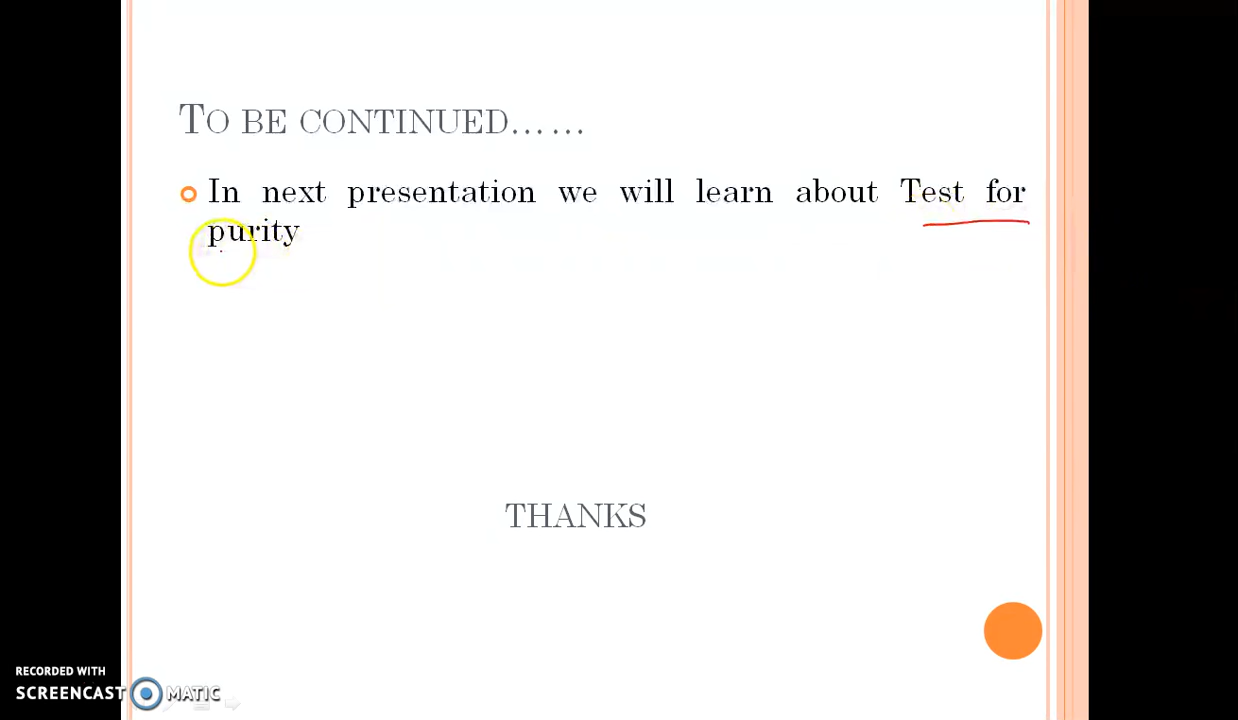 TO BE CONTINUED......
In next presentation we will learn about Test for
purity
THANKS
RECORDED WITH
SCREENCAST MATIC